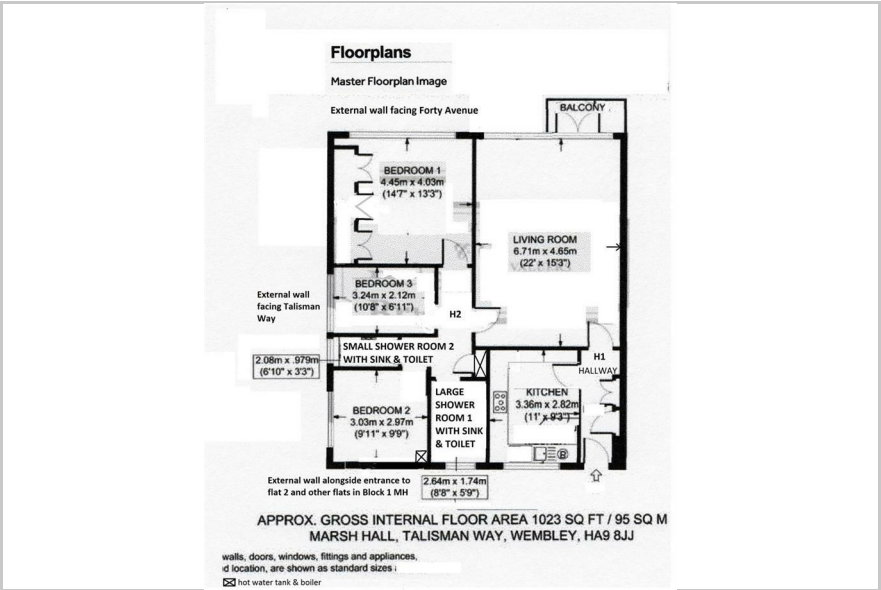 Floorplans
Master Floorplan Image
External wall facing Forty Avenue
BALCONY
BEDROOM 1
4.45m x 4.03m
(14'7" x 13'3")
LIVING ROOM
6.71m x 4.65m
(22' x 15'3")
BEDROOM 3
3.24m x 2.12m
(10'8" x 6'11")
External wall
facing Talisman
Way
H2
SMALL SHOWER ROOM 2
WITH SINK & TOILET
2.08m x .979m
(6'10" x 3'3")
H1
HALLWAY
LARGE
SHOWER
ROOM 1
WITH SINK
& TOILET
KITCHEN
3.36m x 2.82m
(11' x 9'3")
BEDROOM 2
3.03m x 2.97m
(9'11" x 9'9")
B
External wall alongside entrance to
flat 2 and other flats in Block 1 MH
2.64m x 1.74m
(8'8" x 5'9")
APPROX. GROSS INTERNAL FLOOR AREA 1023 SQ FT / 95 SQ M
MARSH HALL, TALISMAN WAY, WEMBLEY, HA9 8JJ
walls, doors, windows, fittings and appliances,
d location, are shown as standard sizes
hot water tank & boiler